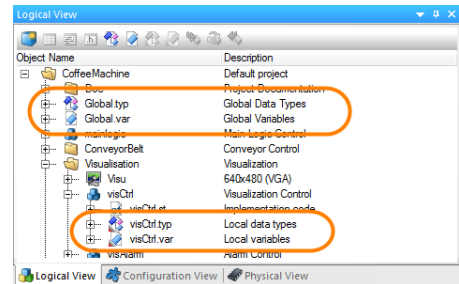 Logical View
Object Name Description
CoffeeMachine Default project
Doc Project Documentation
Global.typ Global Data Types
Global.var Global Variables
mainlogic Main Logic Control
ConveyorBelt Conveyor Control
Visualisation Visualization
Visu 640x480 (VGA)
visCtrl Visualization Control
visCtrl.st Implementation code
visCtrl.typ Local data types
visCtrl.var Local variables
visAlarm Alarm Control
Logical View Configuration View Physical View